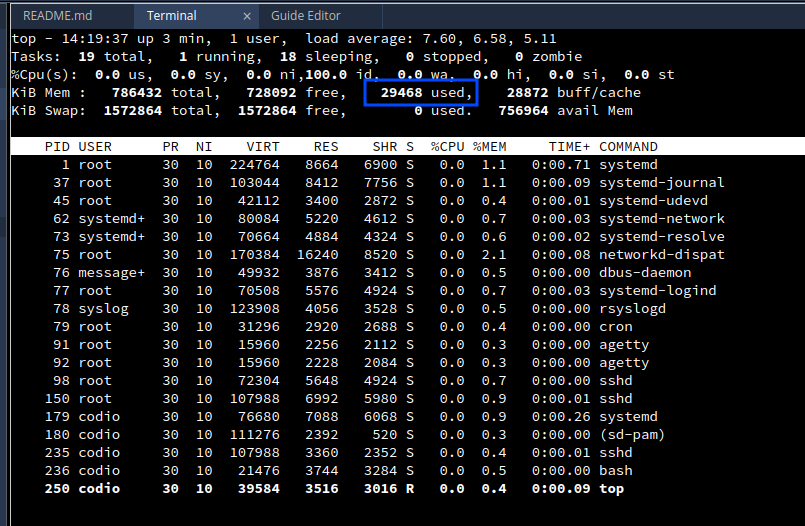 README.md Terminal × Guide Editor
top - 14:19:37 up 3 min,  1 user,  load average: 7.60, 6.58, 5.11
Tasks:  19 total,   1 running,  18 sleeping,   0 stopped,   0 zombie
%Cpu(s):  0.0 us,  0.0 sy,  0.0 ni,100.0 id,  0.0 wa,  0.0 hi,  0.0 si,  0.0 st
KiB Mem :   786432 total,   728092 free,    29468 used,    28872 buff/cache
KiB Swap:  1572864 total,  1572864 free,        0 used.   756964 avail Mem
PID USER      PR  NI    VIRT    RES    SHR S  %CPU %MEM     TIME+ COMMAND
1 root      30  10  224764   8664   6900 S   0.0  1.1   0:00.71 systemd
37 root      30  10  103044   8412   7756 S   0.0  1.1   0:00.09 systemd-journal
45 root      30  10   42112   3400   2872 S   0.0  0.4   0:00.01 systemd-udevd
62 systemd+  30  10   80084   5220   4612 S   0.0  0.7   0:00.03 systemd-network
73 systemd+  30  10   70664   4884   4324 S   0.0  0.6   0:00.02 systemd-resolve
75 root      30  10  170384  16240   8520 S   0.0  2.1   0:00.08 networkd-dispat
76 message+  30  10   49932   3876   3412 S   0.0  0.5   0:00.00 dbus-daemon
77 root      30  10   70508   5576   4924 S   0.0  0.7   0:00.03 systemd-logind
78 syslog    30  10  123908   4056   3528 S   0.0  0.5   0:00.00 rsyslogd
79 root      30  10   31296   2920   2688 S   0.0  0.4   0:00.00 cron
91 root      30  10   15960   2256   2112 S   0.0  0.3   0:00.00 agetty
92 root      30  10   15960   2228   2084 S   0.0  0.3   0:00.00 agetty
98 root      30  10   72304   5648   4924 S   0.0  0.7   0:00.00 sshd
150 root      30  10  107988   6992   5980 S   0.0  0.9   0:00.01 sshd
179 codio     30  10   76680   7088   6068 S   0.0  0.9   0:00.26 systemd
180 codio     30  10  111276   2392    520 S   0.0  0.3   0:00.00 (sd-pam)
235 codio     30  10  107988   3360   2352 S   0.0  0.4   0:00.01 sshd
236 codio     30  10   21476   3744   3284 S   0.0  0.5   0:00.00 bash
250 codio     30  10   39584   3516   3016 R   0.0  0.4   0:00.09 top